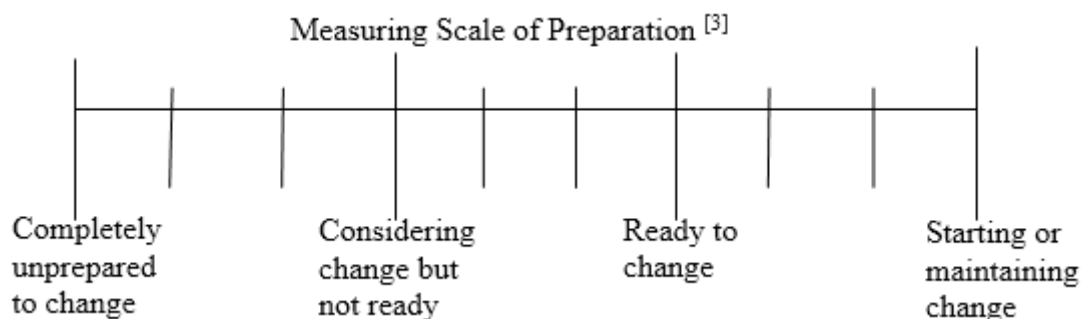 Measuring Scale of Preparation [3]
Completely
unprepared
to change
Considering
change but
not ready
Ready to
change
Starting or
maintaining
change